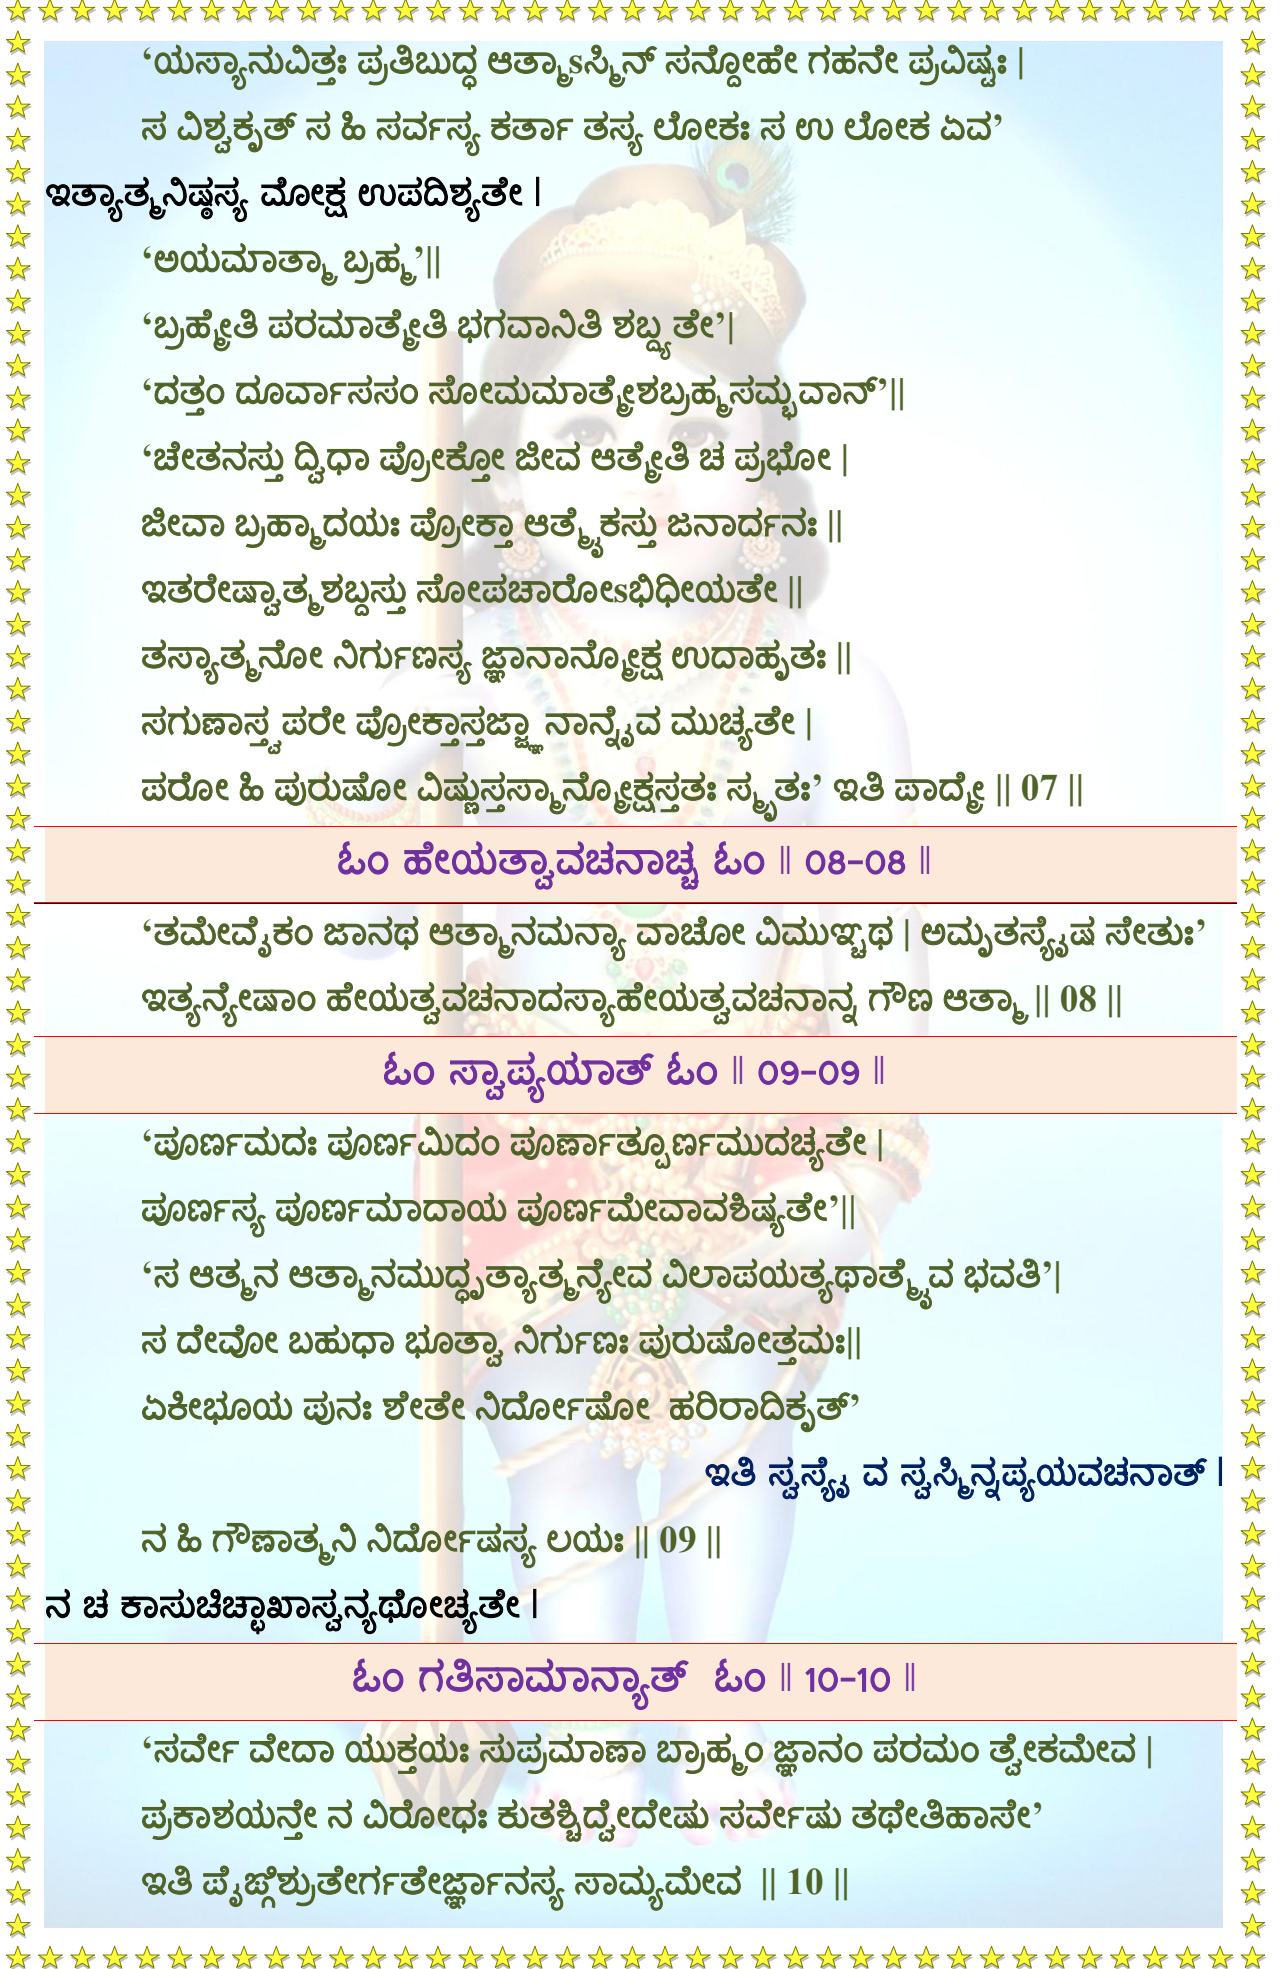 ‘ಯಸ್ಯಾನುವಿತ್ತಃ ಪ್ರತಿಬುದ್ಧ ಆತ್ಮಾsಸ್ಮಿನ್ ಸನ್ದೋಹೇ ಗಹನೇ ಪ್ರವಿಷ್ಟಃ |
ಸ ವಿಶ್ವಕೃತ್ ಸ ಹಿ ಸರ್ವಸ್ಯ ಕರ್ತಾ ತಸ್ಯ ಲೋಕಃ ಸ ಉ ಲೋಕ ಏವ’
ಇತ್ಯಾತ್ಮನಿಷ್ಠಸ್ಯ ಮೋಕ್ಷ ಉಪದಿಶ್ಯತೇ |
‘ಅಯಮಾತ್ಮಾ ಬ್ರಹ್ಮ’||
‘ಬ್ರಹ್ಮೇತಿ ಪರಮಾತ್ಮೇತಿ ಭಗವಾನಿತಿ ಶಬ್ದ್ಯತೇ’|
‘ದತ್ತಂ ದೂರ್ವಾಸಸಂ ಸೋಮಮಾತ್ಮೇಶಬ್ರಹ್ಮಸಮ್ಭವಾನ್’||
‘ಚೇತನಸ್ತು ದ್ವಿಧಾ ಪ್ರೋಕ್ತೋ ಜೀವ ಆತ್ಮೇತಿ ಚ ಪ್ರಭೋ |
ಜೀವಾ ಬ್ರಹ್ಮಾದಯಃ ಪ್ರೋಕ್ತಾ ಆತ್ಮೈಕಸ್ತು ಜನಾರ್ದನಃ ||
ಇತರೇಷ್ವಾತ್ಮಶಬ್ದಸ್ತು ಸೋಪಚಾರೋsಭಿಧೀಯತೇ ||
ತಸ್ಯಾತ್ಮನೋ ನಿರ್ಗುಣಸ್ಯ ಜ್ಞಾನಾನ್ಮೋಕ್ಷ ಉದಾಹೃತಃ ||
ಸಗುಣಾಸ್ತ್ವಪರೇ ಪ್ರೋಕ್ತಾಸ್ತಜ್ಜ್ಞಾನಾನ್ನೈವ ಮುಚ್ಯತೇ |
ಪರೋ ಹಿ ಪುರುಷೋ ವಿಷ್ಣುಸ್ತಸ್ಮಾನ್ಮೋಕ್ಷಸ್ತತಃ ಸ್ಮೃತಃ’ ಇತಿ ಪಾದ್ಮೇ || 07 ||
ಓಂ ಹೇಯತ್ವಾವಚನಾಚ್ಚ ಓಂ || 08-08 ||
‘ತಮೇವೈಕಂ ಜಾನಥ ಆತ್ಮಾನಮನ್ಯಾ ವಾಚೋ ವಿಮುಞ್ಚಥ | ಅಮೃತಸ್ಯೈಷ ಸೇತುಃ’
ಇತ್ಯನ್ಯೇಷಾಂ ಹೇಯತ್ವವಚನಾದಸ್ಯಾಹೇಯತ್ವವಚನಾನ್ನ ಗೌಣ ಆತ್ಮಾ || 08 ||
ಓಂ ಸ್ವಾಪ್ಯಯಾತ್ ಓಂ || 09-09 ||
‘ಪೂರ್ಣಮದಃ ಪೂರ್ಣಮಿದಂ ಪೂರ್ಣಾತ್ಪೂರ್ಣಮುದಚ್ಯತೇ |
ಪೂರ್ಣಸ್ಯ ಪೂರ್ಣಮಾದಾಯ ಪೂರ್ಣಮೇವಾವಶಿಷ್ಯತೇ’||
‘ಸ ಆತ್ಮನ ಆತ್ಮಾನಮುದ್ಧೃತ್ಯಾತ್ಮನ್ಯೇವ ವಿಲಾಪಯತ್ಯಥಾತ್ಮೈವ ಭವತಿ’|
ಸ ದೇವೋ ಬಹುಧಾ ಭೂತ್ವಾ ನಿರ್ಗುಣಃ ಪುರುಷೋತ್ತಮಃ||
ಏಕೀಭೂಯ ಪುನಃ ಶೇತೇ ನಿರ್ದೋಷೋ ಹರಿರಾದಿಕೃತ್’
ಇತಿ ಸ್ವಸ್ಯೈ ವ ಸ್ವಸ್ಮಿನ್ನಪ್ಯಯವಚನಾತ್ |
ನ ಹಿ ಗೌಣಾತ್ಮನಿ ನಿರ್ದೋಷಸ್ಯ ಲಯಃ || 09 ||
ನ ಚ ಕಾಸುಚಿಚ್ಛಾಖಾಸ್ವನ್ಯಥೋಚ್ಯತೇ |
ಓಂ ಗತಿಸಾಮಾನ್ಯಾತ್ ಓಂ || 10-10 ||
‘ಸರ್ವೇ ವೇದಾ ಯುಕ್ತಯಃ ಸುಪ್ರಮಾಣಾ ಬ್ರಾಹ್ಮಂ ಜ್ಞಾನಂ ಪರಮಂ ತ್ವೇಕಮೇವ |
ಪ್ರಕಾಶಯನ್ತೇ ನ ವಿರೋಧಃ ಕುತಶ್ಚಿದ್ವೇದೇಷು ಸರ್ವೇಷು ತಥೇತಿಹಾಸೇ’
ಇತಿ ಪೈಙ್ಗಿಶ್ರುತೇರ್ಗತೇರ್ಜ್ಞಾನಸ್ಯ ಸಾಮ್ಯಮೇವ || 10 ||